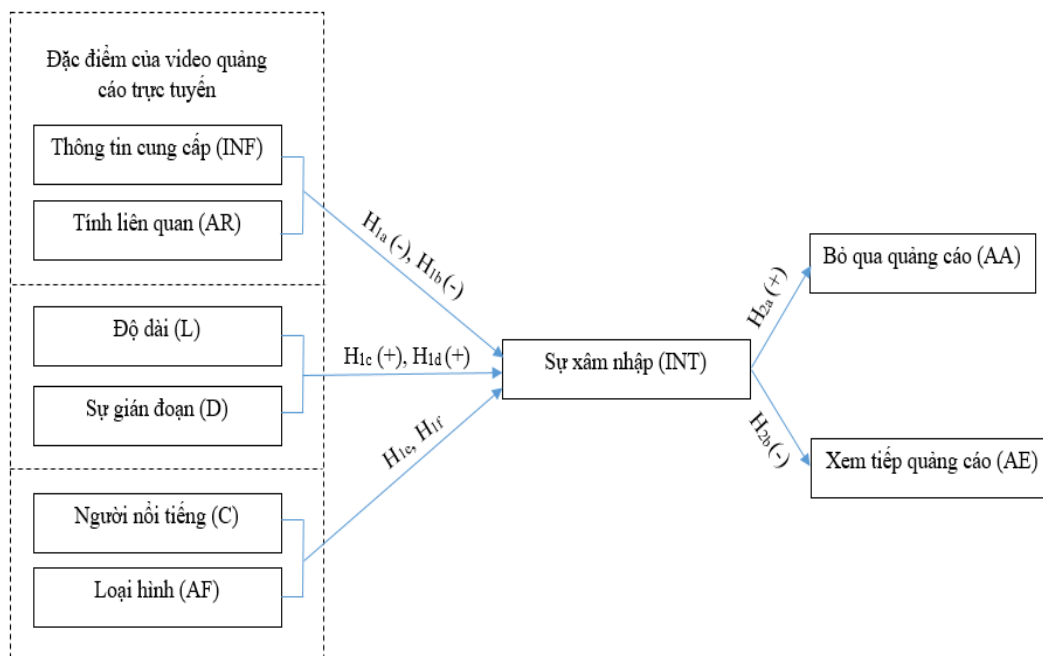 Đặc điểm của video quảng
cáo trực tuyến
Thông tin cung cấp (INF)
Tính liên quan (AR)
H1a (-), H1b (-)
Độ dài (L)
Sự gián đoạn (D)
H1c (+), H1d (+)
Người nổi tiếng (C)
Loại hình (AF)
H1e, H1f
Sự xâm nhập (INT)
H2a (+)
Bỏ qua quảng cáo (AA)
H2b (-)
Xem tiếp quảng cáo (AE)